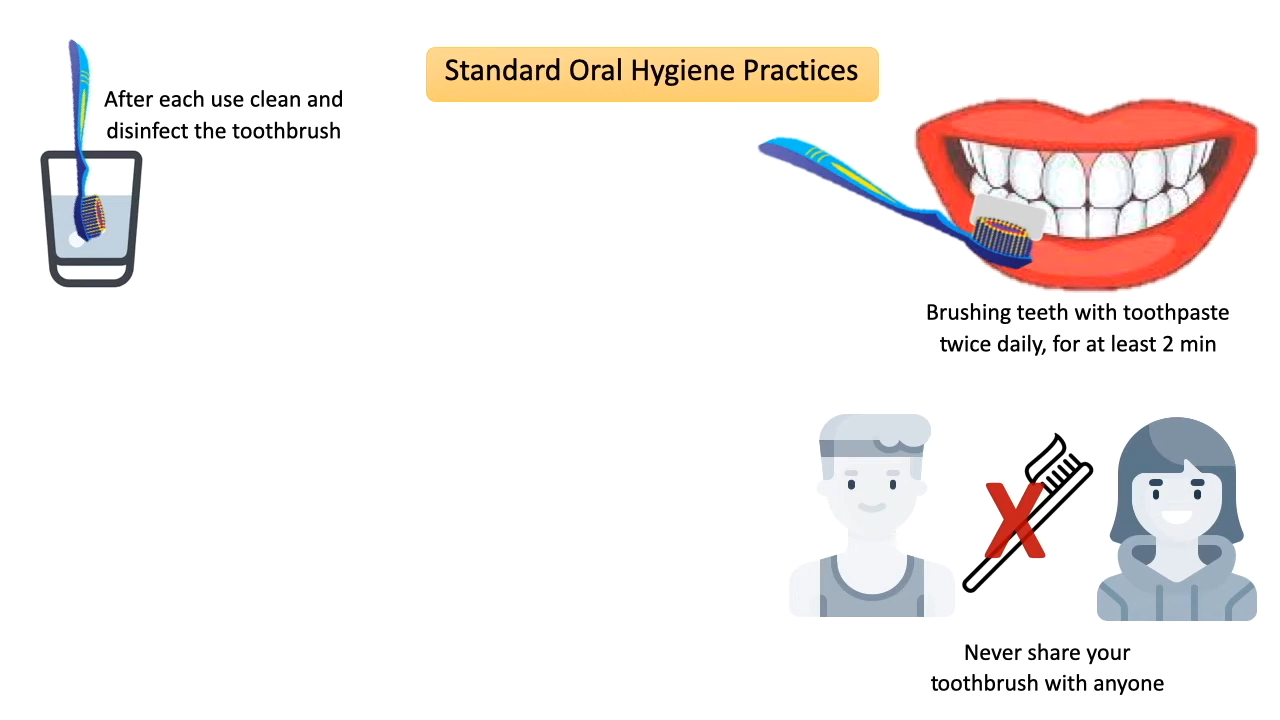 Standard Oral Hygiene Practices
After each use clean and
disinfect the toothbrush
Brushing teeth with toothpaste
twice daily, for at least 2 min
Never share your
toothbrush with anyone